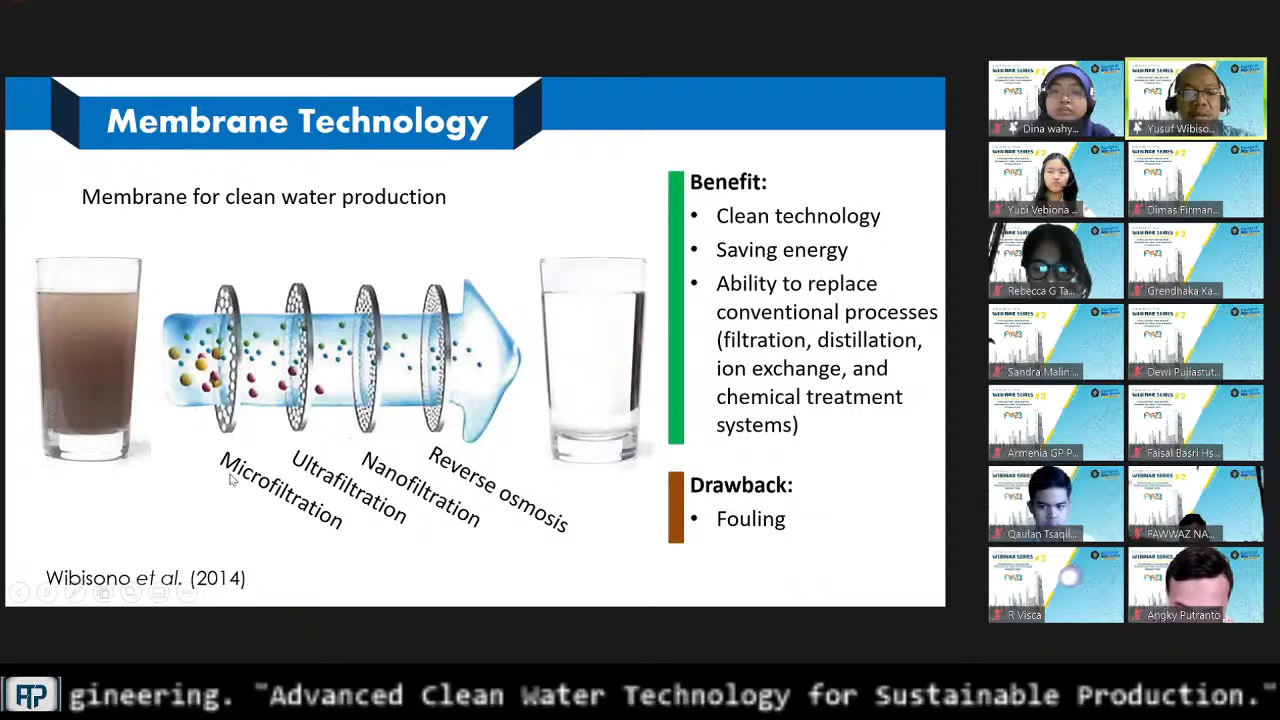 Membrane Technology
Membrane for clean water production
Microfiltration
Ultrafiltration
Nanofiltration
Reverse osmosis
Wibisono et al. (2014)
Benefit:
• Clean technology
• Saving energy
• Ability to replace
conventional processes
(filtration, distillation,
ion exchange, and
chemical treatment
systems)
Drawback:
• Fouling
WEBINAR SERIES #2
Dina wahy...
Yusuf Wibiso...
Yubi Vebiona ...
Dimas Firman...
Rebecca G Ta...
Grendhaka Ka...
Sandra Malin ...
Dewi Pujiastut...
Armenia GP P...
Faisal Basri Hs...
Qaulan Tsaqil...
FAWWAZ NA...
R Visca
Angky Putranto
gineering. "Advanced Clean Water Technology for Sustainable Production."